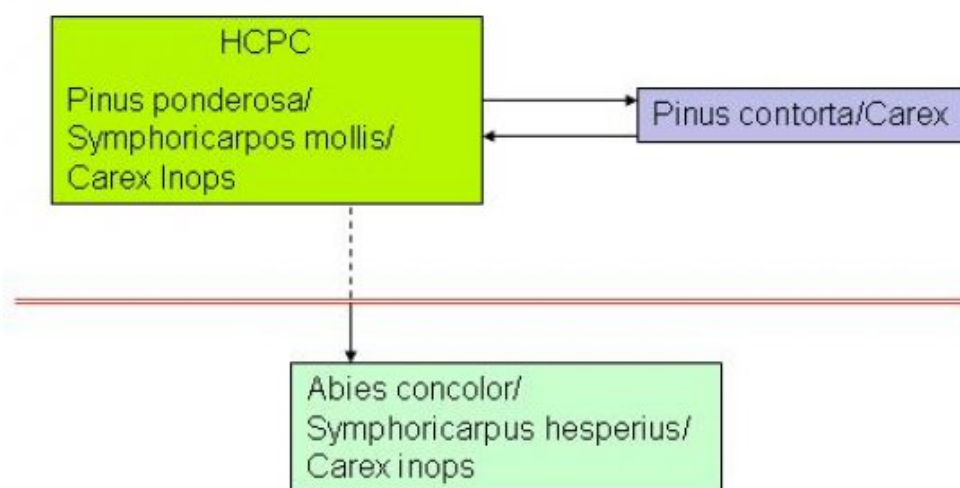 HCPC
Pinus ponderosa/
Symphoricarpos mollis/
Carex Inops
Pinus contorta/Carex
Abies concolor/
Symphoricarpus hesperius/
Carex inops